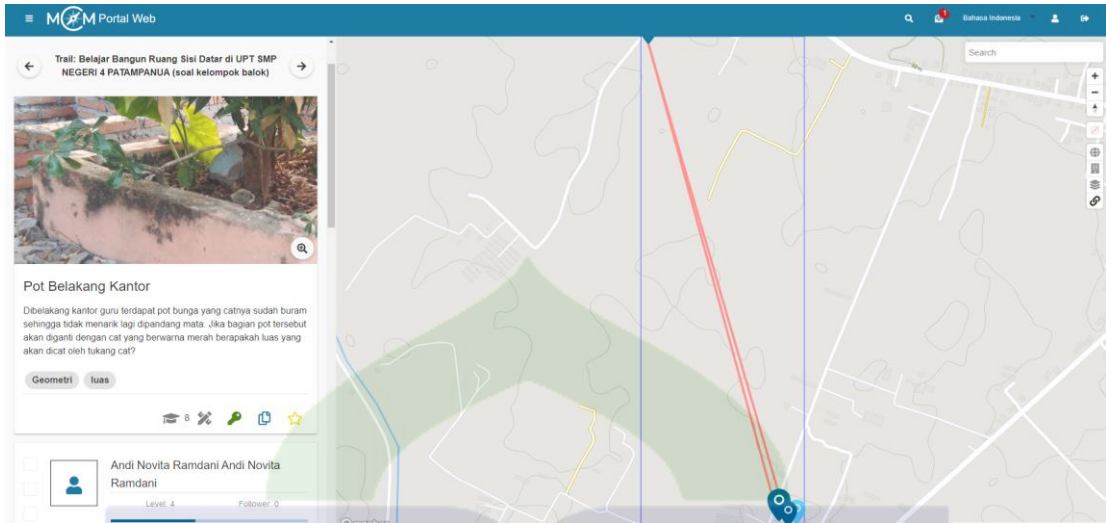 MCM Portal Web
1
Bahasa Indonesia
Trail: Belajar Bangun Ruang Sisi Datar di UPT SMP
NEGERI 4 PATAMPANUA (soal kelompok balok)
Search
Pot Belakang Kantor
Dibelakang kantor guru terdapat pot bunga yang catnya sudah buram
sehingga tidak menarik lagi dipandang mata. Jika bagian pot tersebut
akan diganti dengan cat yang berwarna merah berapakah luas yang
akan dicat oleh tukang cat?
Geometri luas
8
Andi Novita Ramdani Andi Novita
Ramdani
Level: 4 Follower: 0